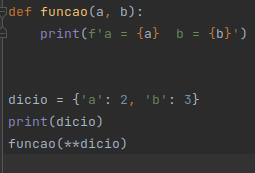 def funcao(a, b):
    print(f'a = {a}  b = {b}')
dicio = {'a': 2, 'b': 3}
print(dicio)
funcao(**dicio)